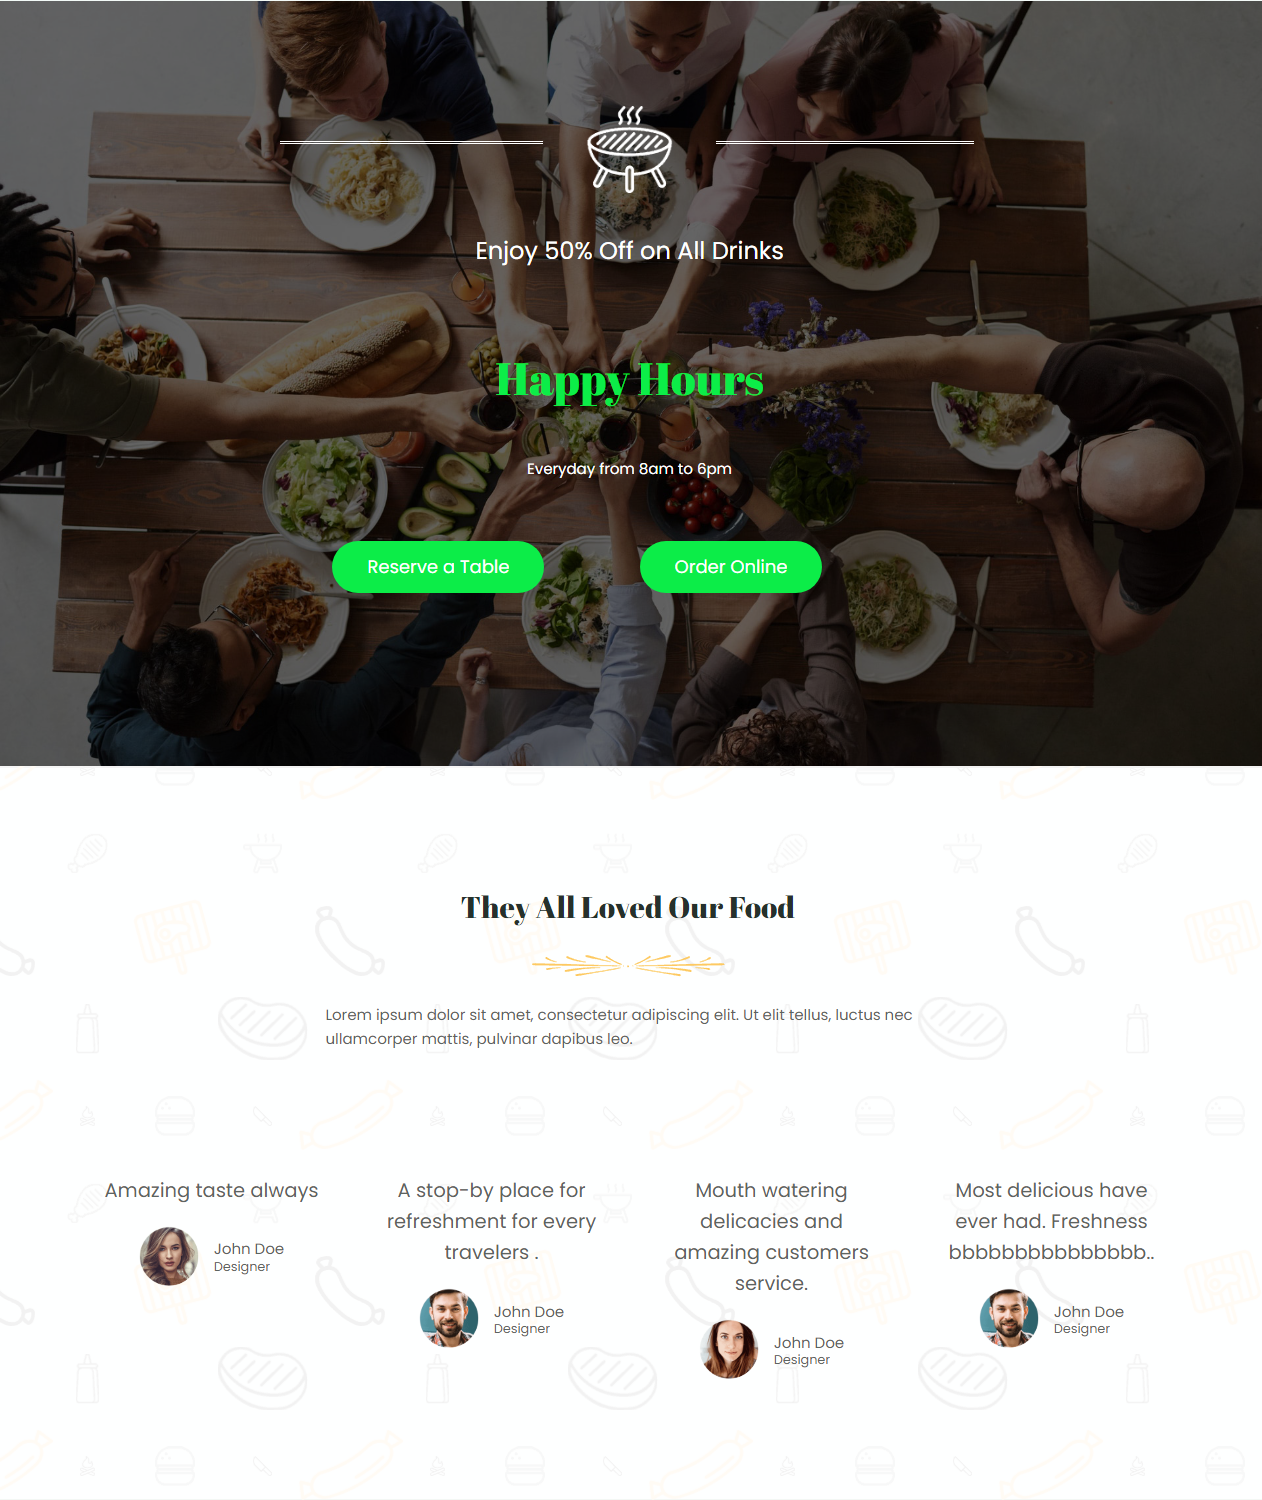 Enjoy 50% Off on All Drinks
Happy Hours
Everyday from 8am to 6pm
Reserve a Table
Order Online
They All Loved Our Food
Lorem ipsum dolor sit amet, consectetur adipiscing elit. Ut elit tellus, luctus nec
ullamcorper mattis, pulvinar dapibus leo.
Amazing taste always
John Doe
Designer
A stop-by place for
refreshment for every
travelers .
John Doe
Designer
Mouth watering
delicacies and
amazing customers
service.
John Doe
Designer
Most delicious have
ever had. Freshness
bbbbbbbbbbbbbbb..
John Doe
Designer